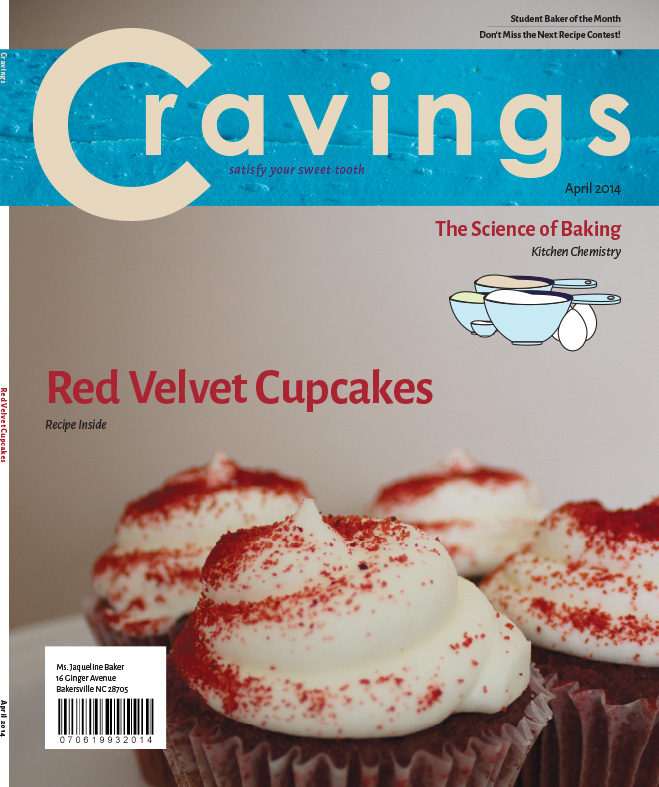 Student Baker of the Month
Don't Miss the Next Recipe Contest!
Cravings
Cravings
satisfy your sweet tooth
April 2014
The Science of Baking
Kitchen Chemistry
Red Velvet Cupcakes
Recipe Inside
Red Velvet Cupcakes
Ms. Jaqueline Baker
16 Ginger Avenue
Bakersville NC 28705
070619932014
April 2014